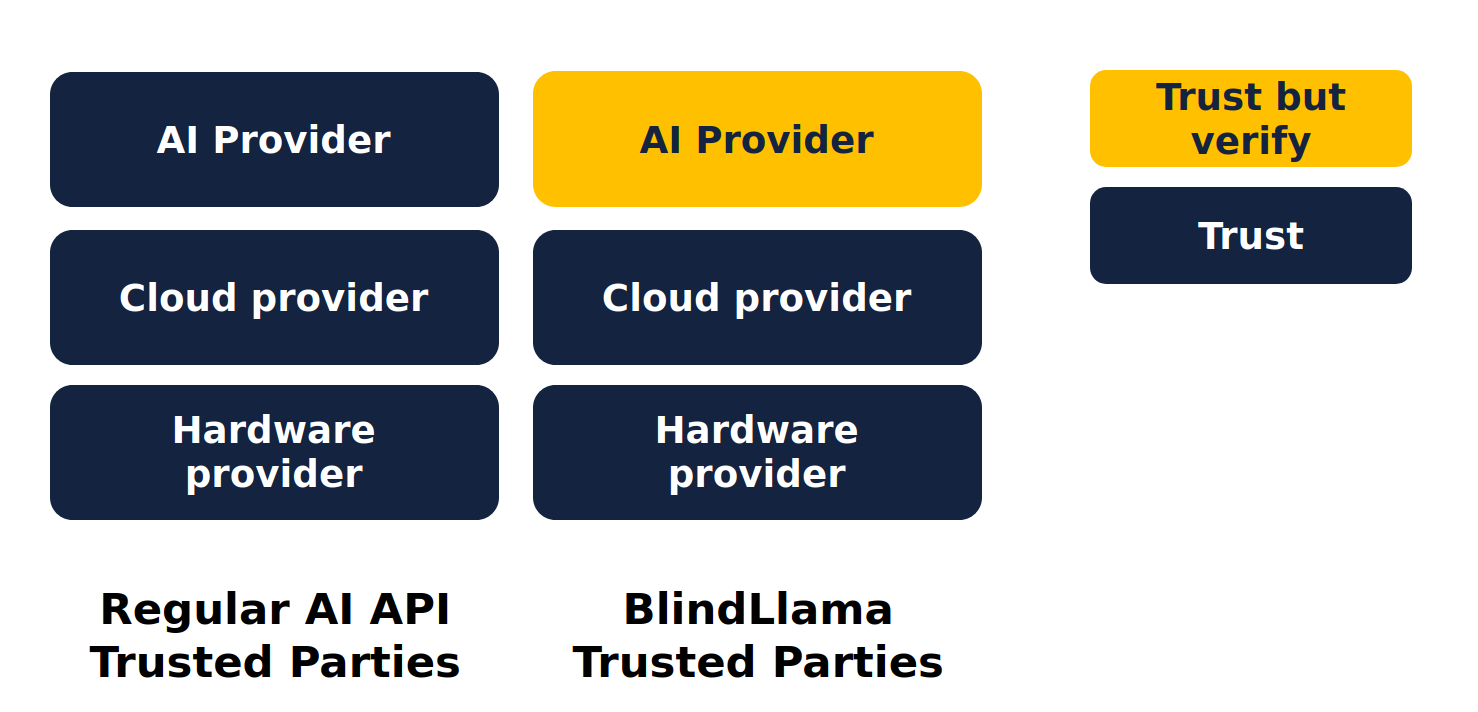 AI Provider
Cloud provider
Hardware
provider
Regular AI API
Trusted Parties
AI Provider
Cloud provider
Hardware
provider
BlindLlama
Trusted Parties
Trust but
verify
Trust